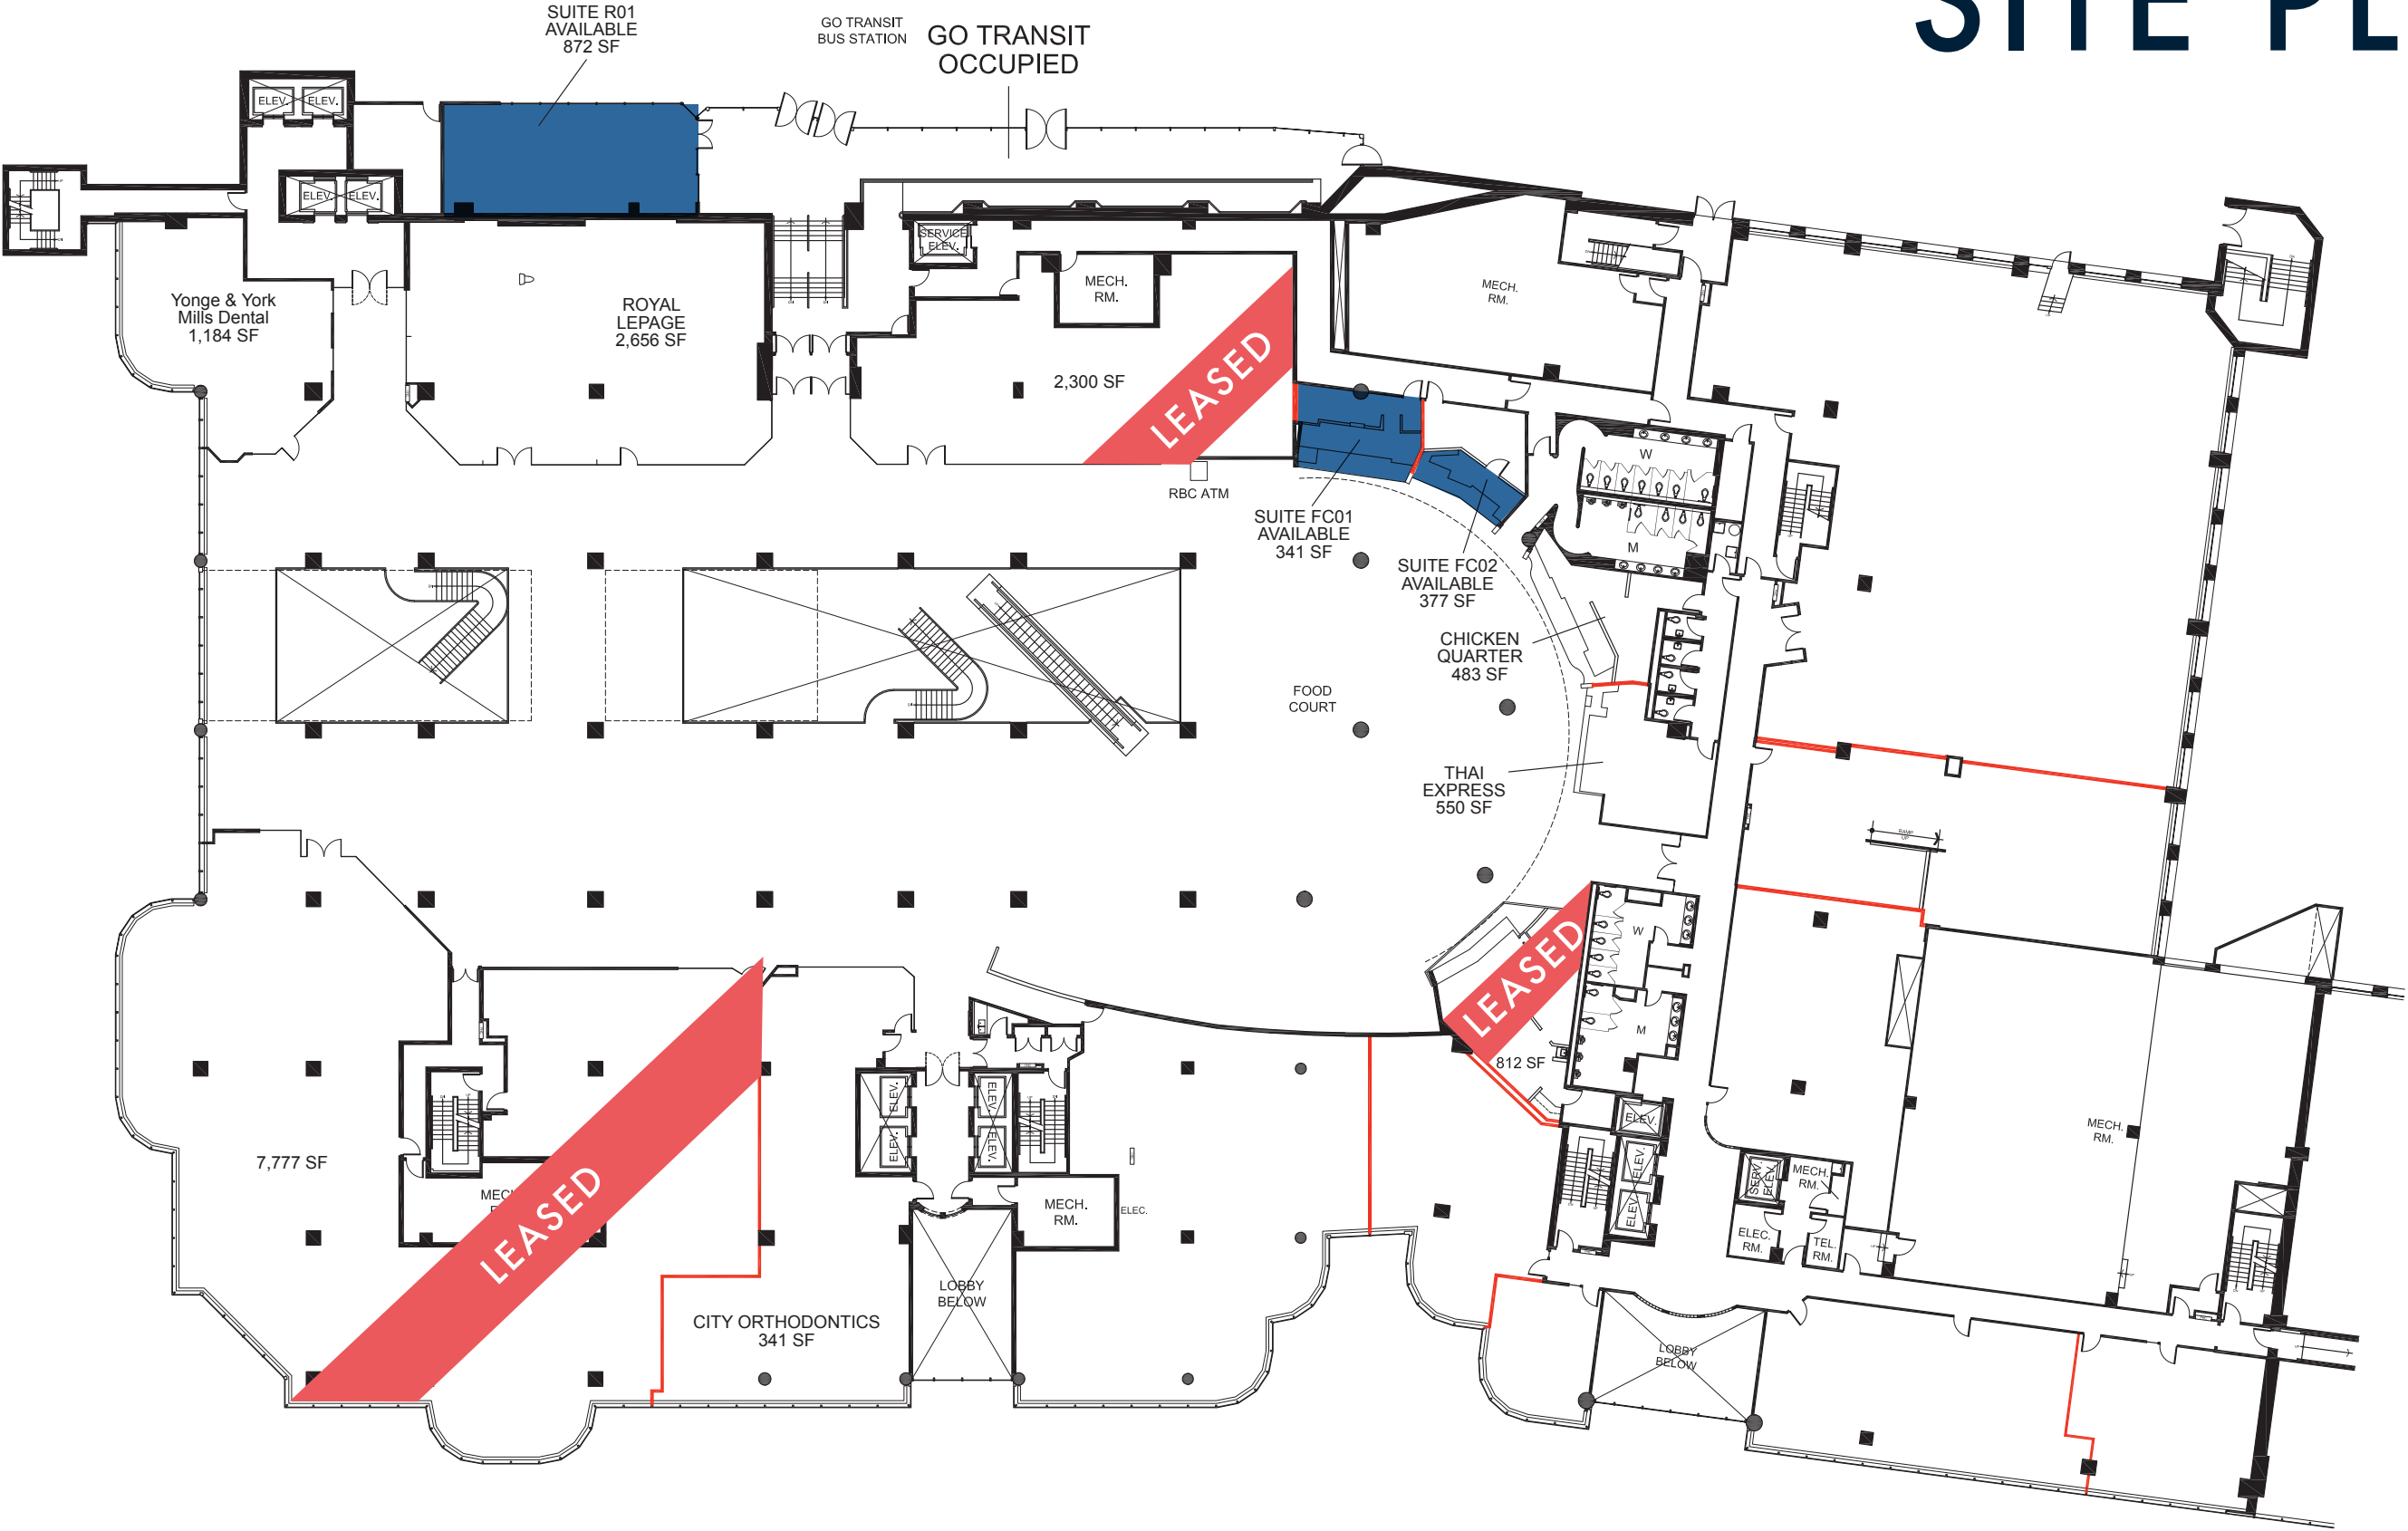 SITE PL
SUITE R01
AVAILABLE
872 SF
GO TRANSIT
BUS STATION
GO TRANSIT
OCCUPIED
ELEV.
ELEV.
ELEV.
ELEV.
SERVICE
ELEV.
MECH.
RM.
MECH.
RM.
Yonge & York
Mills Dental
1,184 SF
ROYAL
LEPAGE
2,656 SF
2,300 SF
LEASED
RBC ATM
SUITE FC01
AVAILABLE
341 SF
SUITE FC02
AVAILABLE
377 SF
W
M
CHICKEN
QUARTER
483 SF
FOOD
COURT
THAI
EXPRESS
550 SF
RAMP
UP
LEASED
W
M
812 SF
7,777 SF
MECH
LEASED
ELEV.
ELEV.
ELEV.
ELEV.
MECH.
RM.
ELEC.
LOBBY
BELOW
CITY ORTHODONTICS
341 SF
ELEV.
ELEV.
ELEV.
SERV.
ELEV.
MECH.
RM.
ELEC.
RM.
TEL.
RM.
MECH.
RM.
LOBBY
BELOW